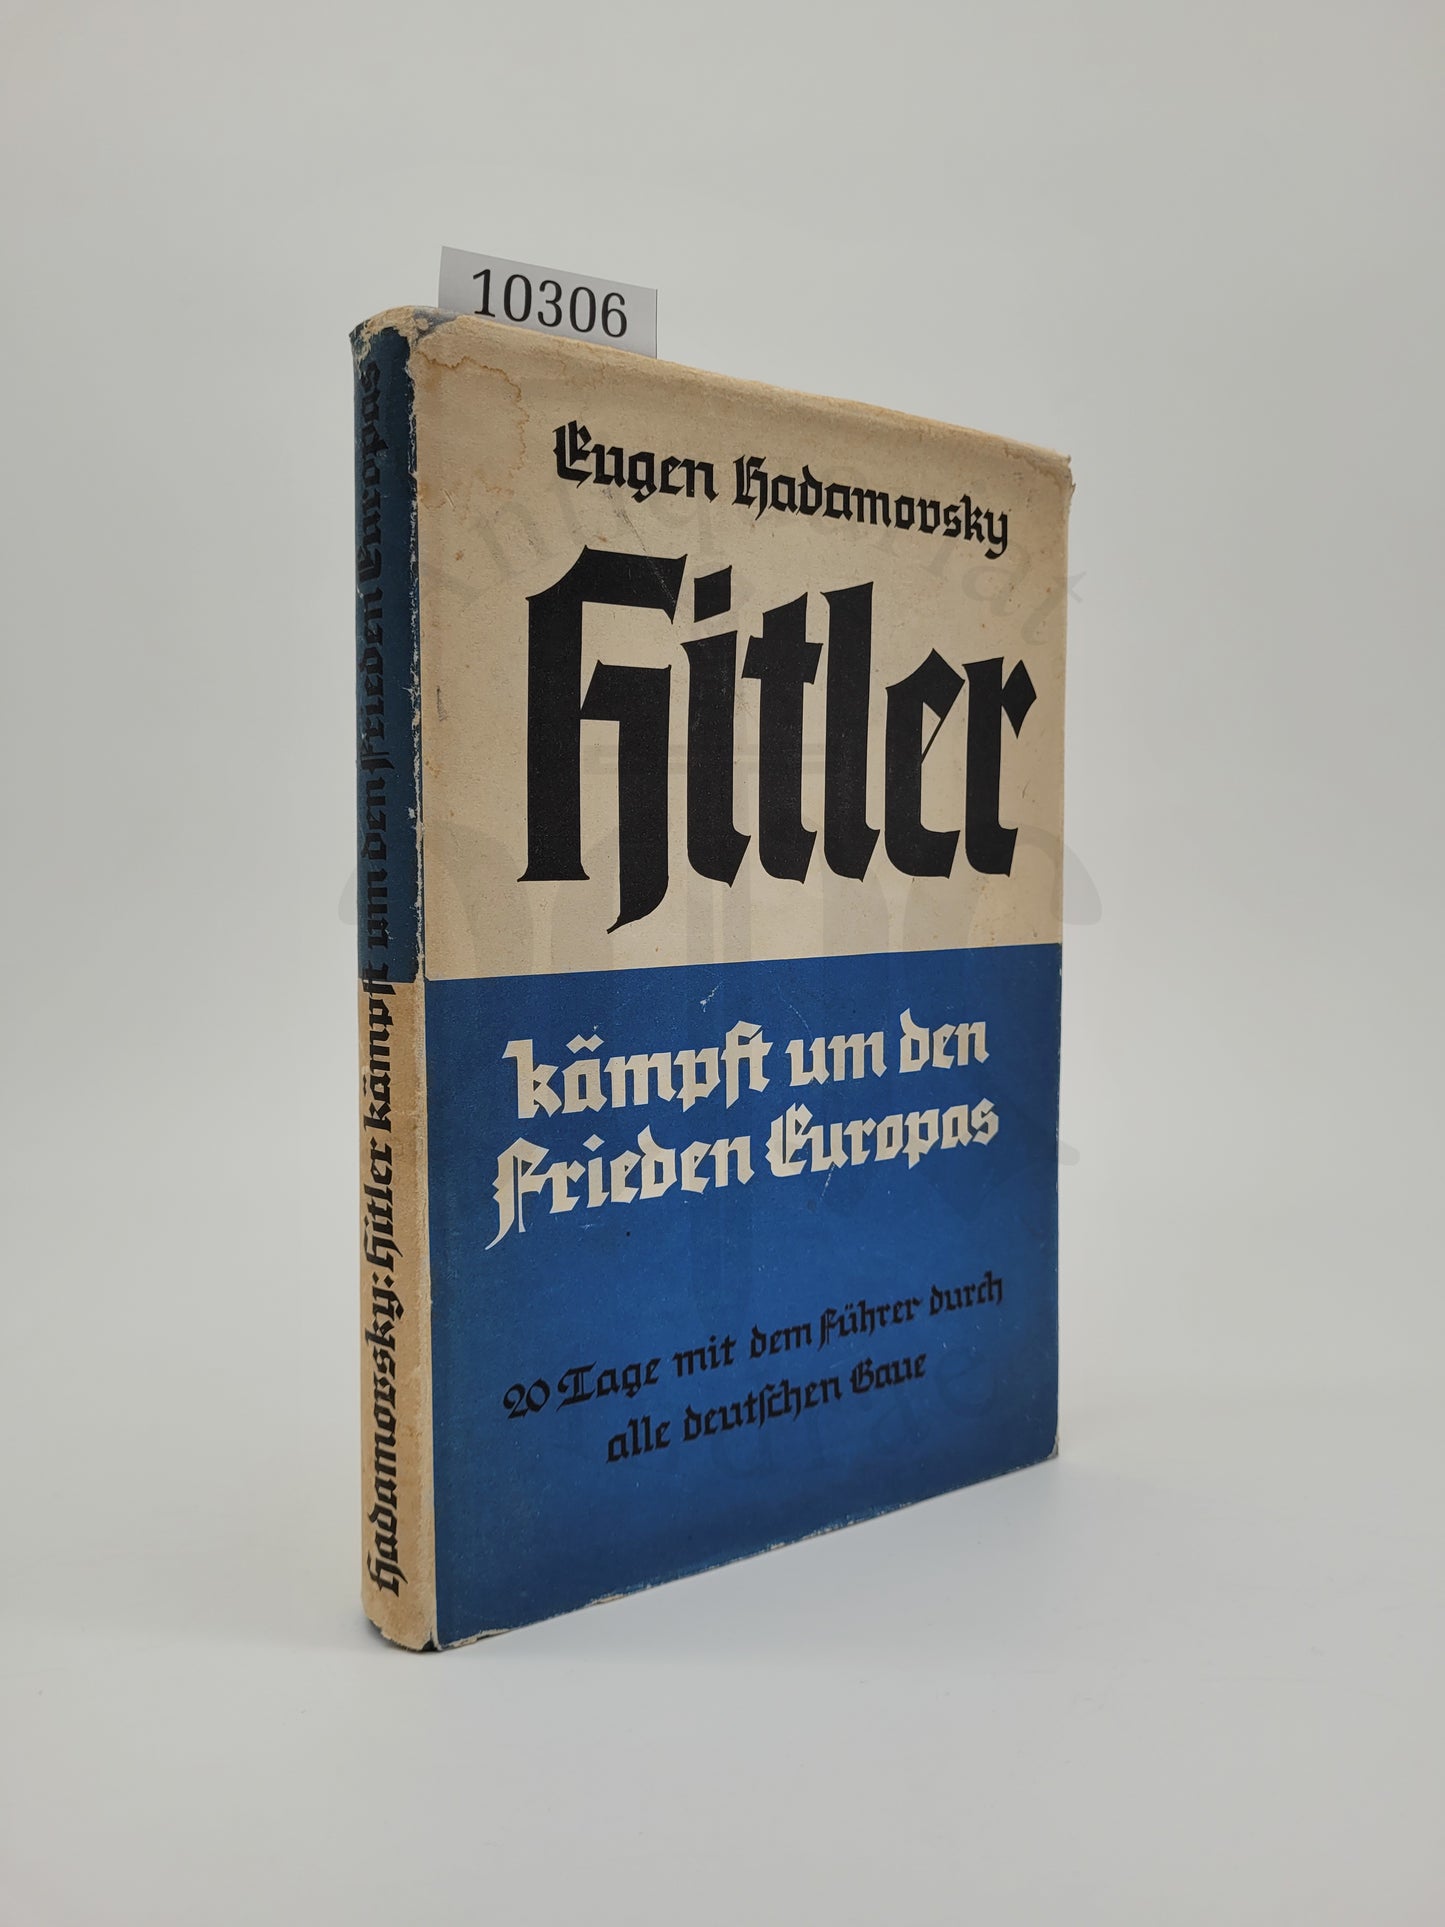 10306
Eugen Hadamovsky
Hitler
kämpft um den
Frieden Europas
20 Tage mit dem Führer durch
alle deutschen Gaue
Hadamovsky: Hitler kämpft um den Frieden Europas
Antiquariat